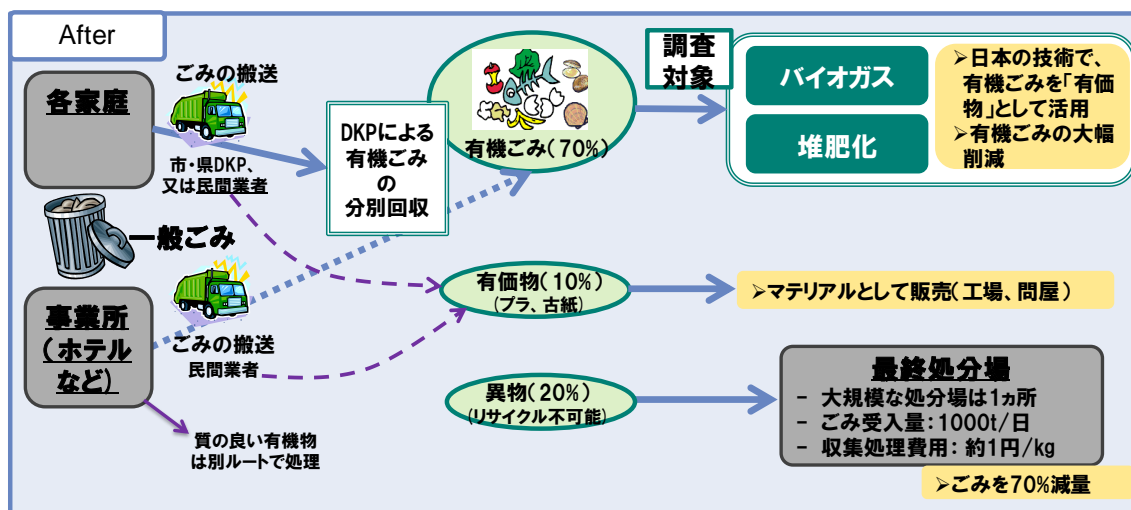 After
各家庭
ごみの搬送
市・県DKP、
又は民間業者
一般ごみ
事業所
(ホテル
など)
ごみの搬送
民間業者
質の良い有機物
は別ルートで処理
DKPによる
有機ごみ
の
分別回収
有機ごみ(70%)
調査
対象
バイオガス
堆肥化
➢日本の技術で、
有機ごみを「有価
物」として活用
➢有機ごみの大幅
削減
有価物(10%)
(プラ、古紙)
➢マテリアルとして販売(工場、問屋)
異物(20%)
(リサイクル不可能)
最終処分場
- 大規模な処分場は1ヵ所
- ごみ受入量:1000t/日
- 収集処理費用:約1円/kg
➢ごみを70%減量